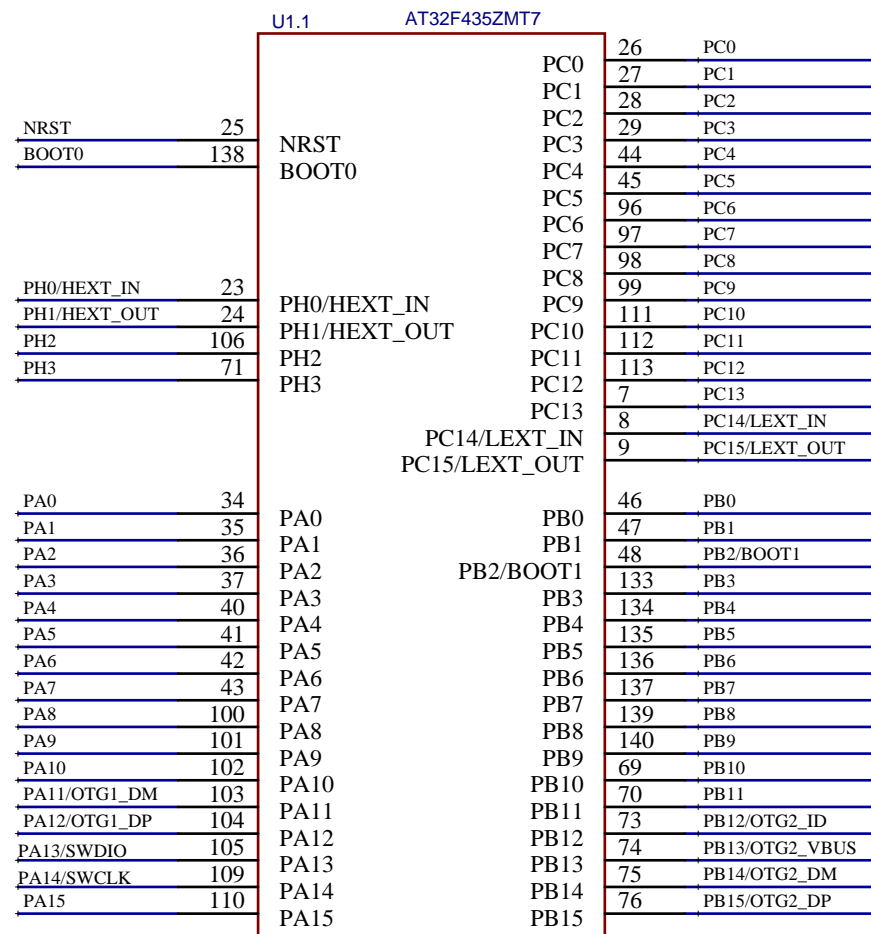 U1.1 AT32F435ZMT7
26 PC0
PC0
27 PC1
PC1
28 PC2
PC2
NRST 25 29 PC3
NRST PC3
BOOT0 138 44 PC4
BOOT0 PC4
45 PC5
PC5
96 PC6
PC6
97 PC7
PC7
98 PC8
PC8
PH0/HEXT_IN 23 99 PC9
PH0/HEXT_IN PC9
PH1/HEXT_OUT 24 111 PC10
PH1/HEXT_OUT PC10
PH2 106 112 PC11
PH2 PC11
PH3 71 113 PC12
PH3 PC12
7 PC13
PC13
8 PC14/LEXT_IN
PC14/LEXT_IN
9 PC15/LEXT_OUT
PC15/LEXT_OUT
PA0 34 46 PB0
PA0 PB0
PA1 35 47 PB1
PA1 PB1
PA2 36 48 PB2/BOOT1
PA2 PB2/BOOT1
PA3 37 133 PB3
PA3 PB3
PA4 40 134 PB4
PA4 PB4
PA5 41 135 PB5
PA5 PB5
PA6 42 136 PB6
PA6 PB6
PA7 43 137 PB7
PA7 PB7
PA8 100 139 PB8
PA8 PB8
PA9 101 140 PB9
PA9 PB9
PA10 102 69 PB10
PA10 PB10
PA11/OTG1_DM 103 70 PB11
PA11 PB11
PA12/OTG1_DP 104 73 PB12/OTG2_ID
PA12 PB12
PA13/SWDIO 105 74 PB13/OTG2_VBUS
PA13 PB13
PA14/SWCLK 109 75 PB14/OTG2_DM
PA14 PB14
PA15 110 76 PB15/OTG2_DP
PA15 PB15